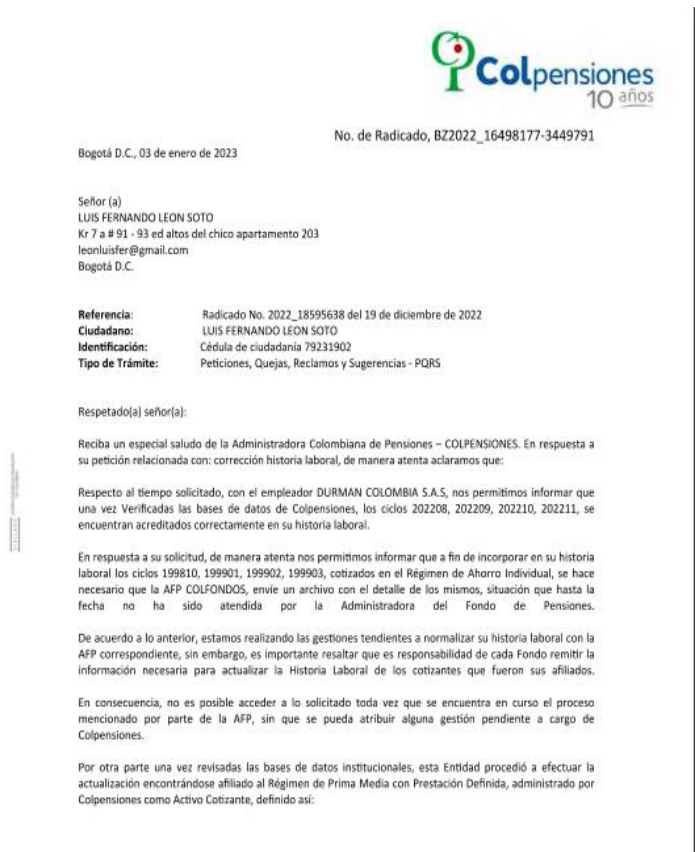 Colpensiones
10 años
No. de Radicado, BZ2022_16498177-3449791
Bogotá D.C., 03 de enero de 2023
Señor (a)
LUIS FERNANDO LEON SOTO
Kr 7 a # 91 - 93 ed altos del chico apartamento 203
leonluisfer@gmail.com
Bogotá D.C.
Referencia: Radicado No. 2022_18595638 del 19 de diciembre de 2022
Ciudadano: LUIS FERNANDO LEON SOTO
Identificación: Cédula de ciudadanía 79231902
Tipo de Trámite: Peticiones, Quejas, Reclamos y Sugerencias - PQRS
Respetado(a) señor(a):
Reciba un especial saludo de la Administradora Colombiana de Pensiones – COLPENSIONES. En respuesta a
su petición relacionada con: corrección historia laboral, de manera atenta aclaramos que:
Respecto al tiempo solicitado, con el empleador DURMAN COLOMBIA S.A.S, nos permitimos informar que
una vez Verificadas las bases de datos de Colpensiones, los ciclos 202208, 202209, 202210, 202211, se
encuentran acreditados correctamente en su historia laboral.
En respuesta a su solicitud, de manera atenta nos permitimos informar que a fin de incorporar en su historia
laboral los ciclos 199810, 199901, 199902, 199903, cotizados en el Régimen de Ahorro Individual, se hace
necesario que la AFP COLFONDOS, envíe un archivo con el detalle de los mismos, situación que hasta la
fecha no ha sido atendida por la Administradora del Fondo de Pensiones.
De acuerdo a lo anterior, estamos realizando las gestiones tendientes a normalizar su historia laboral con la
AFP correspondiente, sin embargo, es importante resaltar que es responsabilidad de cada Fondo remitir la
información necesaria para actualizar la Historia Laboral de los cotizantes que fueron sus afiliados.
En consecuencia, no es posible acceder a lo solicitado toda vez que se encuentra en curso el proceso
mencionado por parte de la AFP, sin que se pueda atribuir alguna gestión pendiente a cargo de
Colpensiones.
Por otra parte una vez revisadas las bases de datos institucionales, esta Entidad procedió a efectuar la
actualización encontrándose afiliado al Régimen de Prima Media con Prestación Definida, administrado por
Colpensiones como Activo Cotizante, definido así: